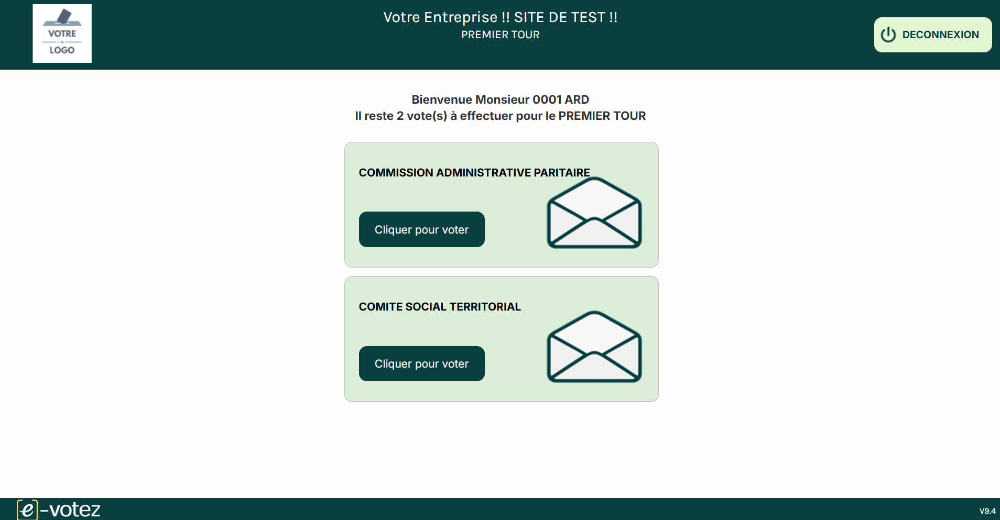 VOTRE
LOGO
Votre Entreprise !! SITE DE TEST !!
PREMIER TOUR
DECONNEXION
Bienvenue Monsieur 0001 ARD
Il reste 2 vote(s) à effectuer pour le PREMIER TOUR
COMMISSION ADMINISTRATIVE PARITAIRE
Cliquer pour voter
COMITE SOCIAL TERRITORIAL
Cliquer pour voter
[e]-votez
V9.4